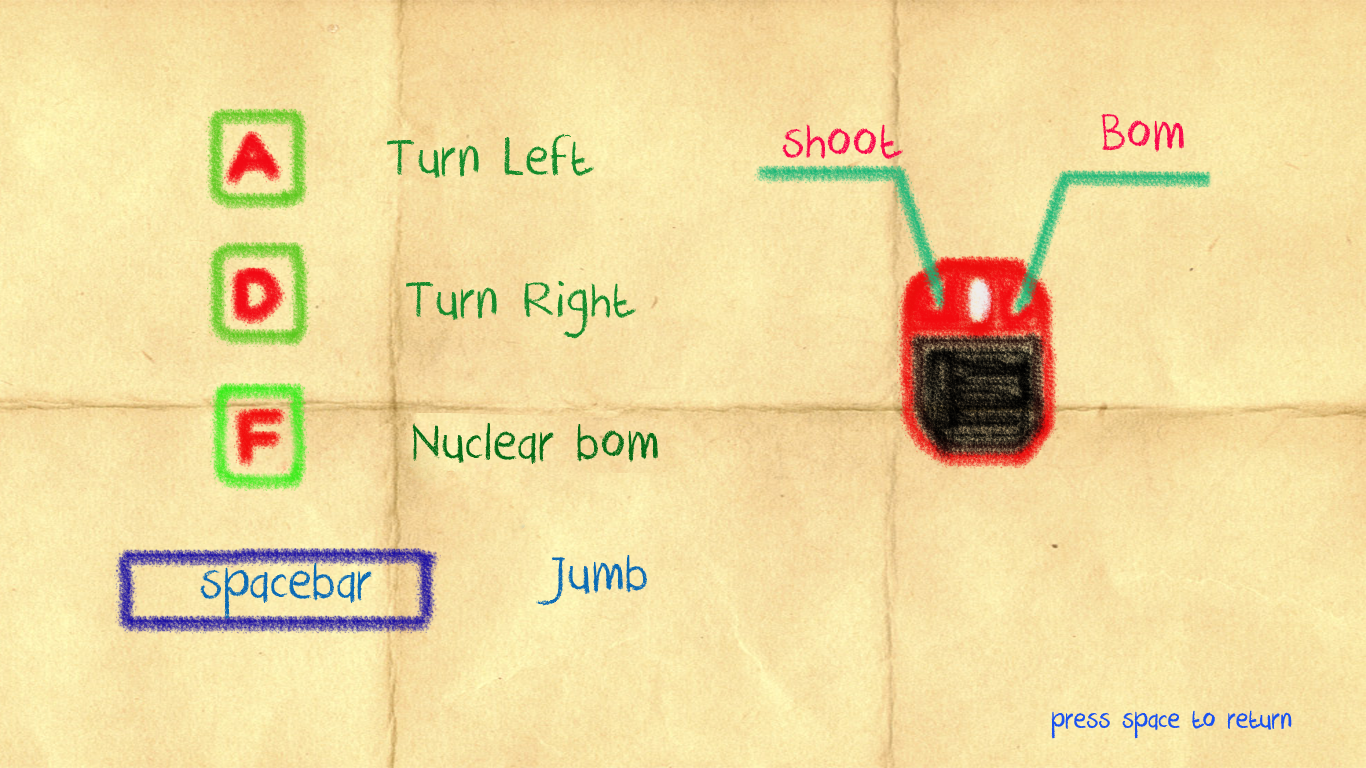 A Turn Left
D Turn Right
F Nuclear bom
spacebar Jumb
shoot
Bom
press space to return